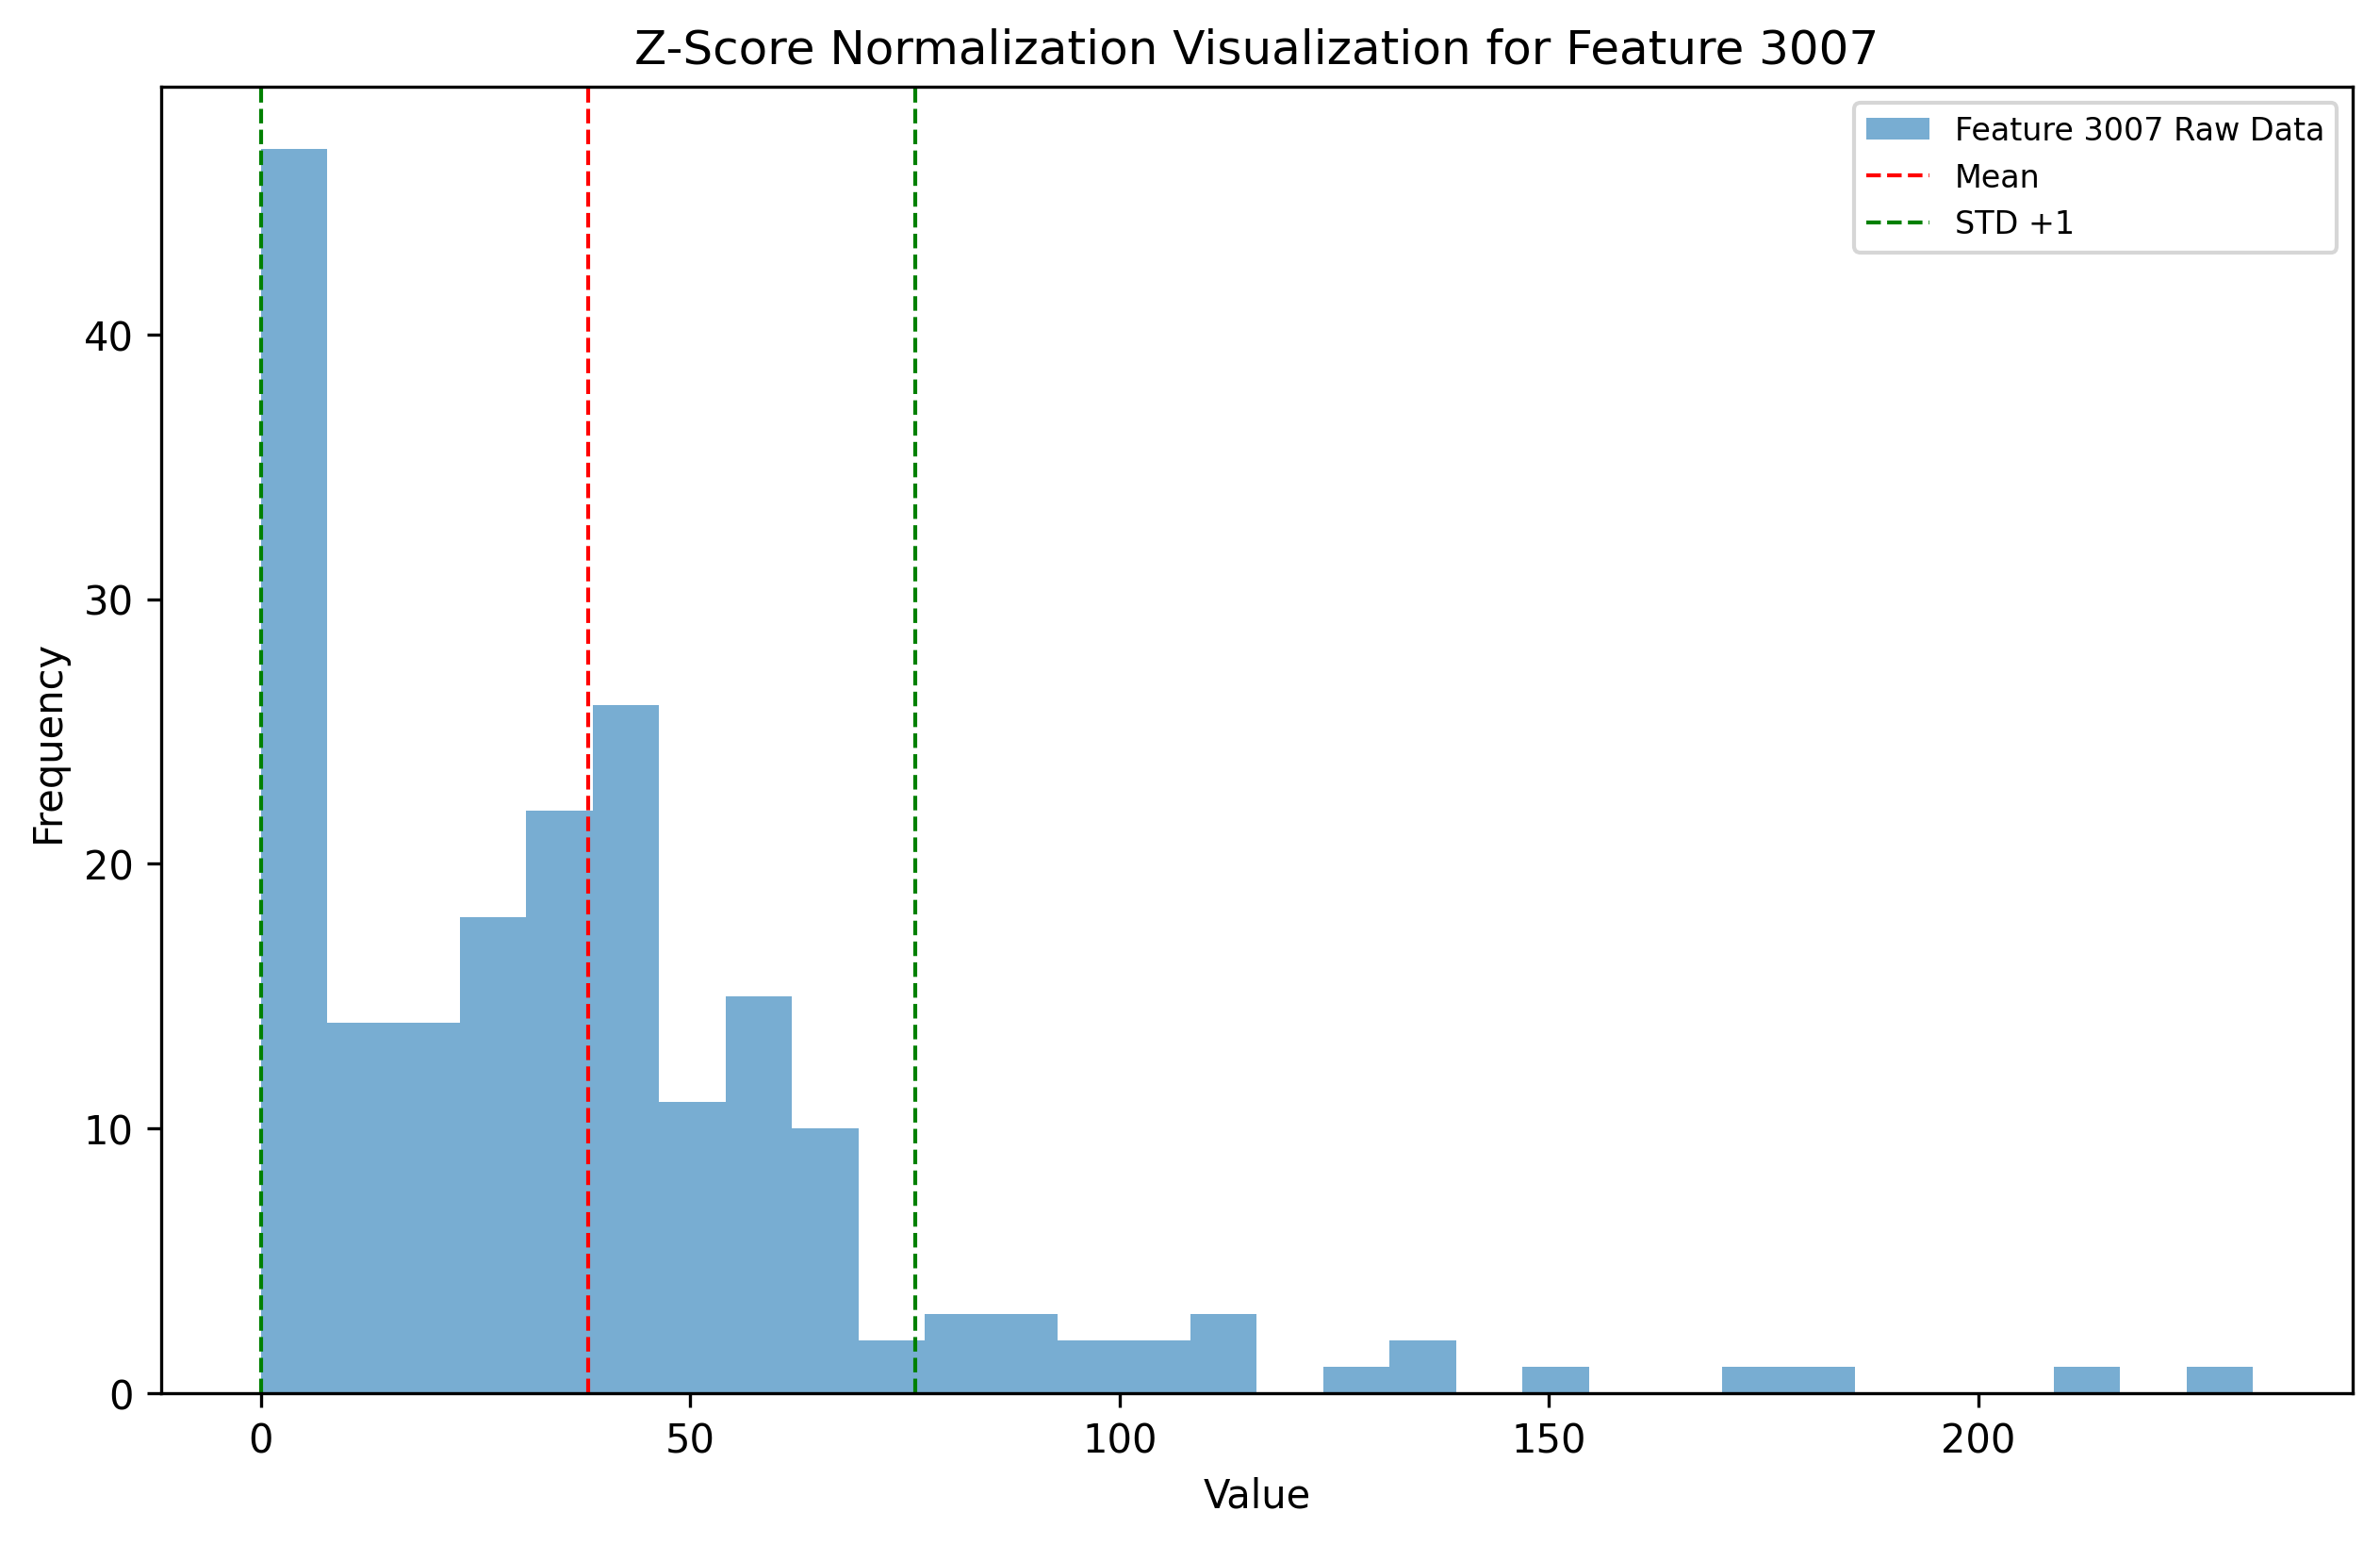 Z-Score Normalization Visualization for Feature 3007
Feature 3007 Raw Data
Mean
STD +1
Frequency
40
30
20
10
0
0 50 100 150 200
Value